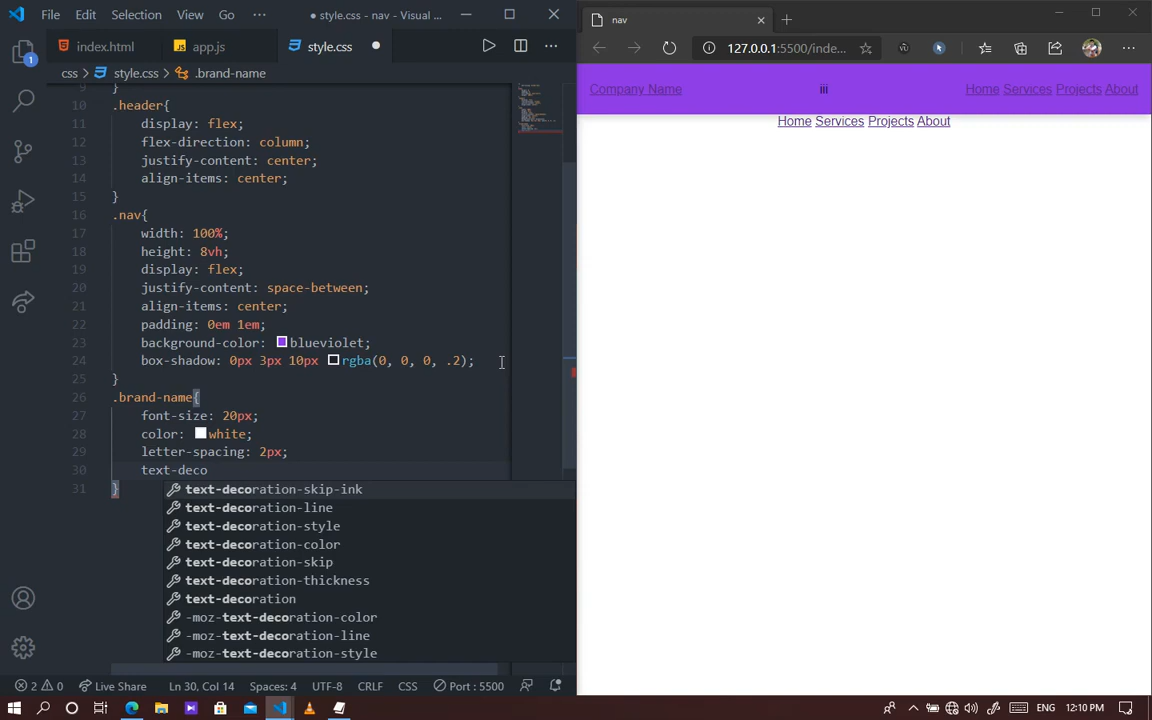 File Edit Selection View Go ··· ● style.css - nav - Visual ...
index.html app.js style.css ●
css > style.css > .brand-name
1
9 }
10 .header{
11 display: flex;
12 flex-direction: column;
13 justify-content: center;
14 align-items: center;
15 }
16 .nav{
17 width: 100%;
18 height: 8vh;
19 display: flex;
20 justify-content: space-between;
21 align-items: center;
22 padding: 0em 1em;
23 background-color: blueviolet;
24 box-shadow: 0px 3px 10px rgba(0, 0, 0, .2);
25 }
26 .brand-name{
27 font-size: 20px;
28 color: white;
29 letter-spacing: 2px;
30 text-deco
31 }
text-decoration-skip-ink
text-decoration-line
text-decoration-style
text-decoration-color
text-decoration-skip
text-decoration-thickness
text-decoration
-moz-text-decoration-color
-moz-text-decoration-line
-moz-text-decoration-style
2 0 Live Share Ln 30, Col 14 Spaces: 4 UTF-8 CRLF CSS Port : 5500
nav
127.0.0.1:5500/inde...
Company Name iii Home Services Projects About
Home Services Projects About
ENG 12:10 PM